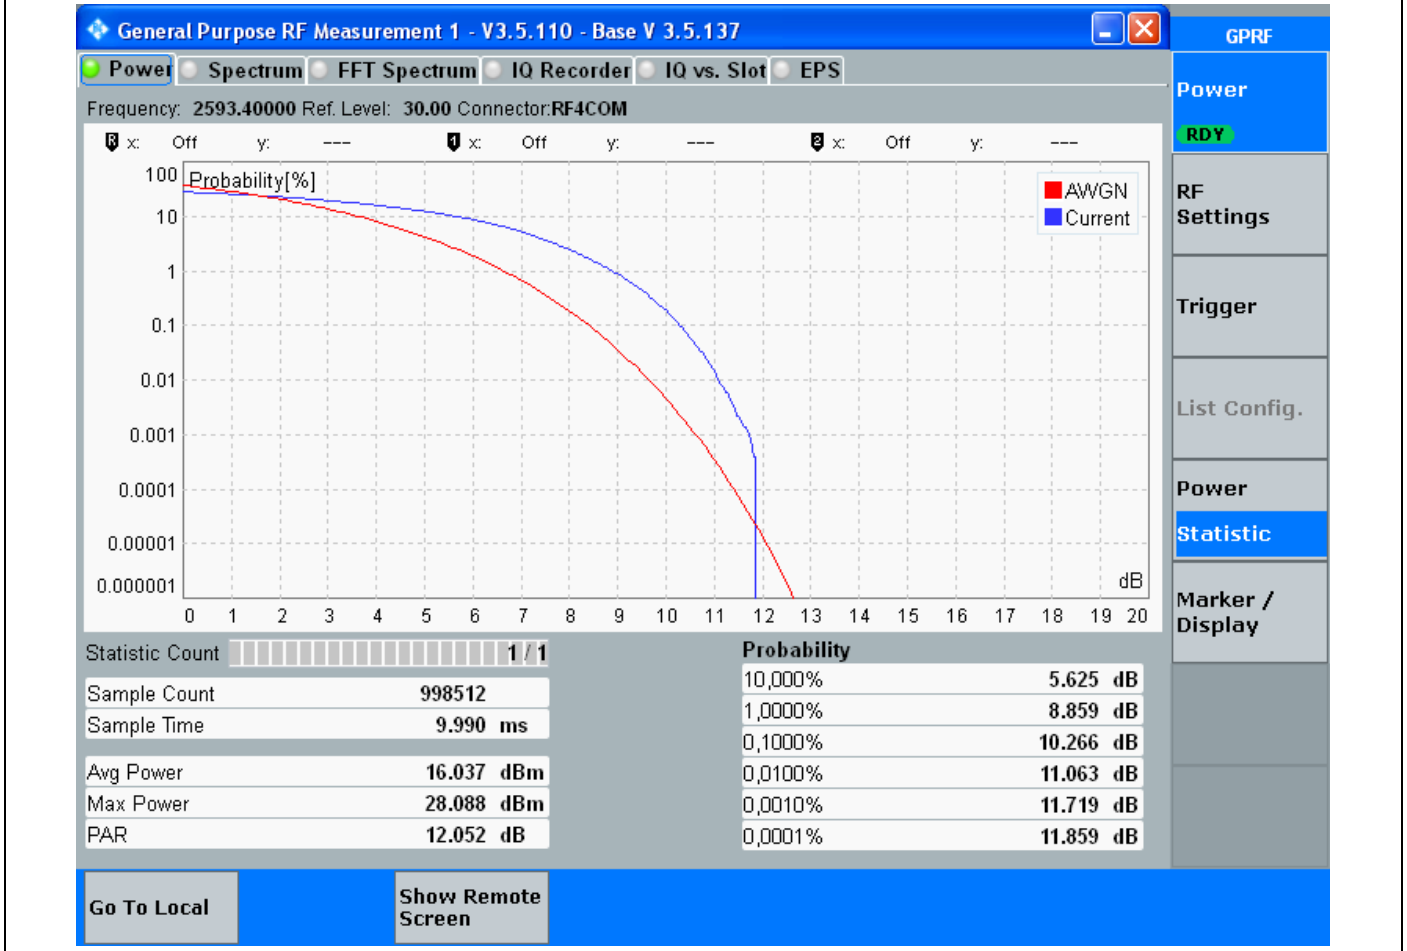 General Purpose RF Measurement 1 - V3.5.110 - Base V 3.5.137
GPRF
Power Spectrum FFT Spectrum IQ Recorder IQ vs. Slot EPS
Frequency: 2593.40000 Ref. Level: 30.00 Connector:RF4COM
R x: Off y: --- 1 x: Off y: --- 2 x: Off y: ---
Probability[%]
100
10
1
0.1
0.01
0.001
0.0001
0.00001
0.000001
AWGN
Current
dB
0 1 2 3 4 5 6 7 8 9 10 11 12 13 14 15 16 17 18 19 20
Statistic Count 1 / 1
Sample Count 998512
Sample Time 9.990 ms
Avg Power 16.037 dBm
Max Power 28.088 dBm
PAR 12.052 dB
Probability
10,000% 5.625 dB
1,0000% 8.859 dB
0,1000% 10.266 dB
0,0100% 11.063 dB
0,0010% 11.719 dB
0,0001% 11.859 dB
Power
RDY
RF
Settings
Trigger
List Config.
Power
Statistic
Marker /
Display
Go To Local
Show Remote
Screen